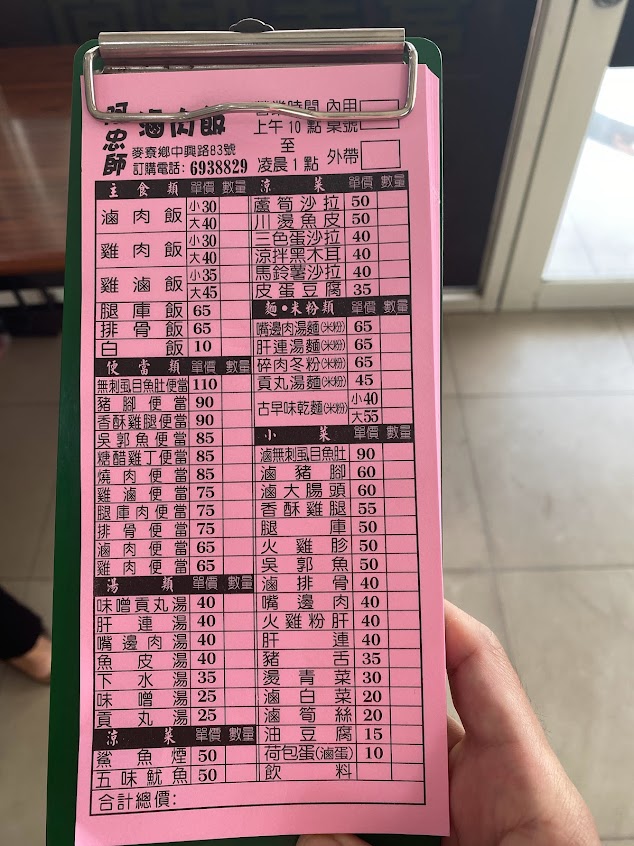 阿忠師 滷肉飯
營業時間
上午10點
至
凌晨1點
內用
桌號
外帶
麥寮鄉中興路83號
訂購電話:6938829
主食類 單價 數量
滷肉飯 小30
大40
雞肉飯 小30
大40
雞滷飯 小35
大45
腿庫飯 65
排骨飯 65
白飯 10
便當類 單價 數量
無刺虱目魚肚便當 110
豬腳便當 90
香酥雞腿便當 90
吳郭魚便當 85
糖醋雞丁便當 85
燒肉便當 85
雞滷便當 75
腿庫肉便當 75
排骨便當 75
滷肉便當 65
雞肉便當 65
湯類 單價 數量
味噌貢丸湯 40
肝連湯 40
嘴邊肉湯 40
魚皮湯 40
下水湯 35
味噌湯 25
貢丸湯 25
涼菜 單價 數量
鯊魚煙 50
五味魷魚 50
涼菜 單價 數量
蘆筍沙拉 50
川燙魚皮 50
三色蛋沙拉 40
涼拌黑木耳 40
馬鈴薯沙拉 40
皮蛋豆腐 35
麵•米粉類 單價 數量
嘴邊肉湯麵(米粉) 65
肝連湯麵(米粉) 65
碎肉冬粉(米粉) 65
貢丸湯麵(米粉) 45
古早味乾麵(米粉) 小40
大55
小菜 單價 數量
滷無刺虱目魚肚 90
滷豬腳 60
滷大腸頭 60
香酥雞腿 55
腿庫 50
火雞胗 50
吳郭魚 50
滷排骨 40
嘴邊肉 40
火雞粉肝 40
肝連 40
豬舌 35
燙青菜 30
滷白菜 20
滷筍絲 20
油豆腐 15
荷包蛋(滷蛋) 10
飲料
合計總價: